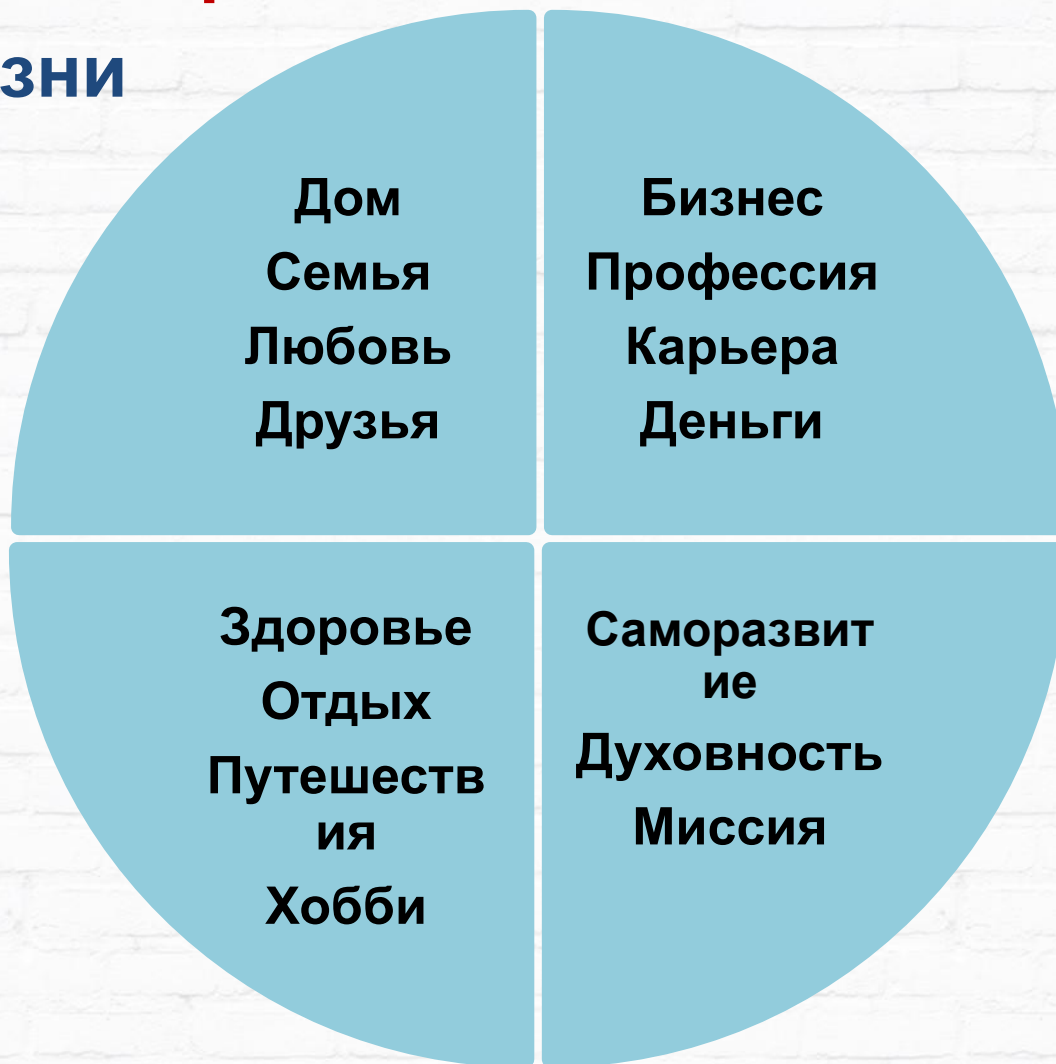 зни
Дом
Семья
Любовь
Друзья
Бизнес
Профессия
Карьера
Деньги
Здоровье
Отдых
Путешеств
ия
Хобби
Саморазвит
ие
Духовность
Миссия